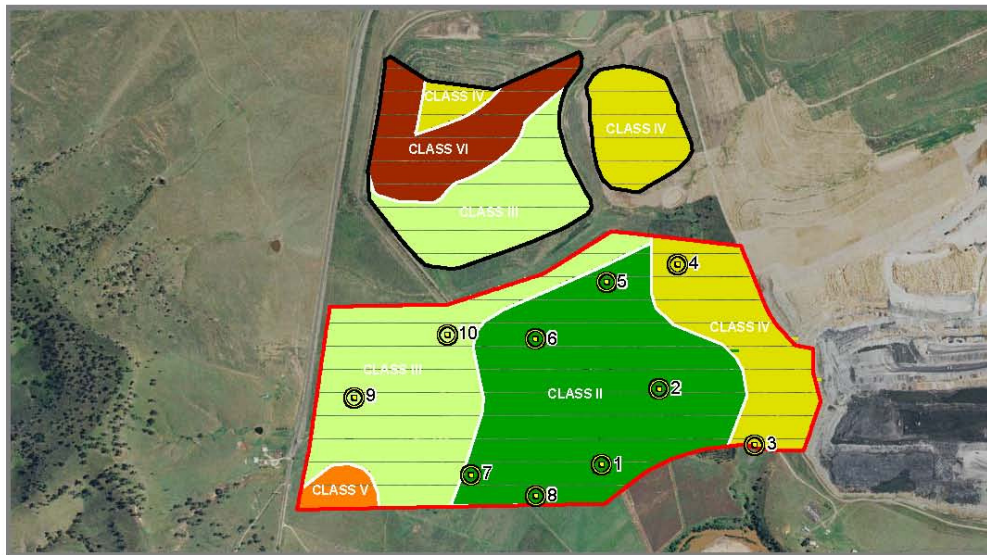 CLASS IV
CLASS VI
CLASS IV
CLASS III
4
5
CLASS IV
10
6
CLASS III
9
CLASS II
2
3
1
7
CLASS V
8